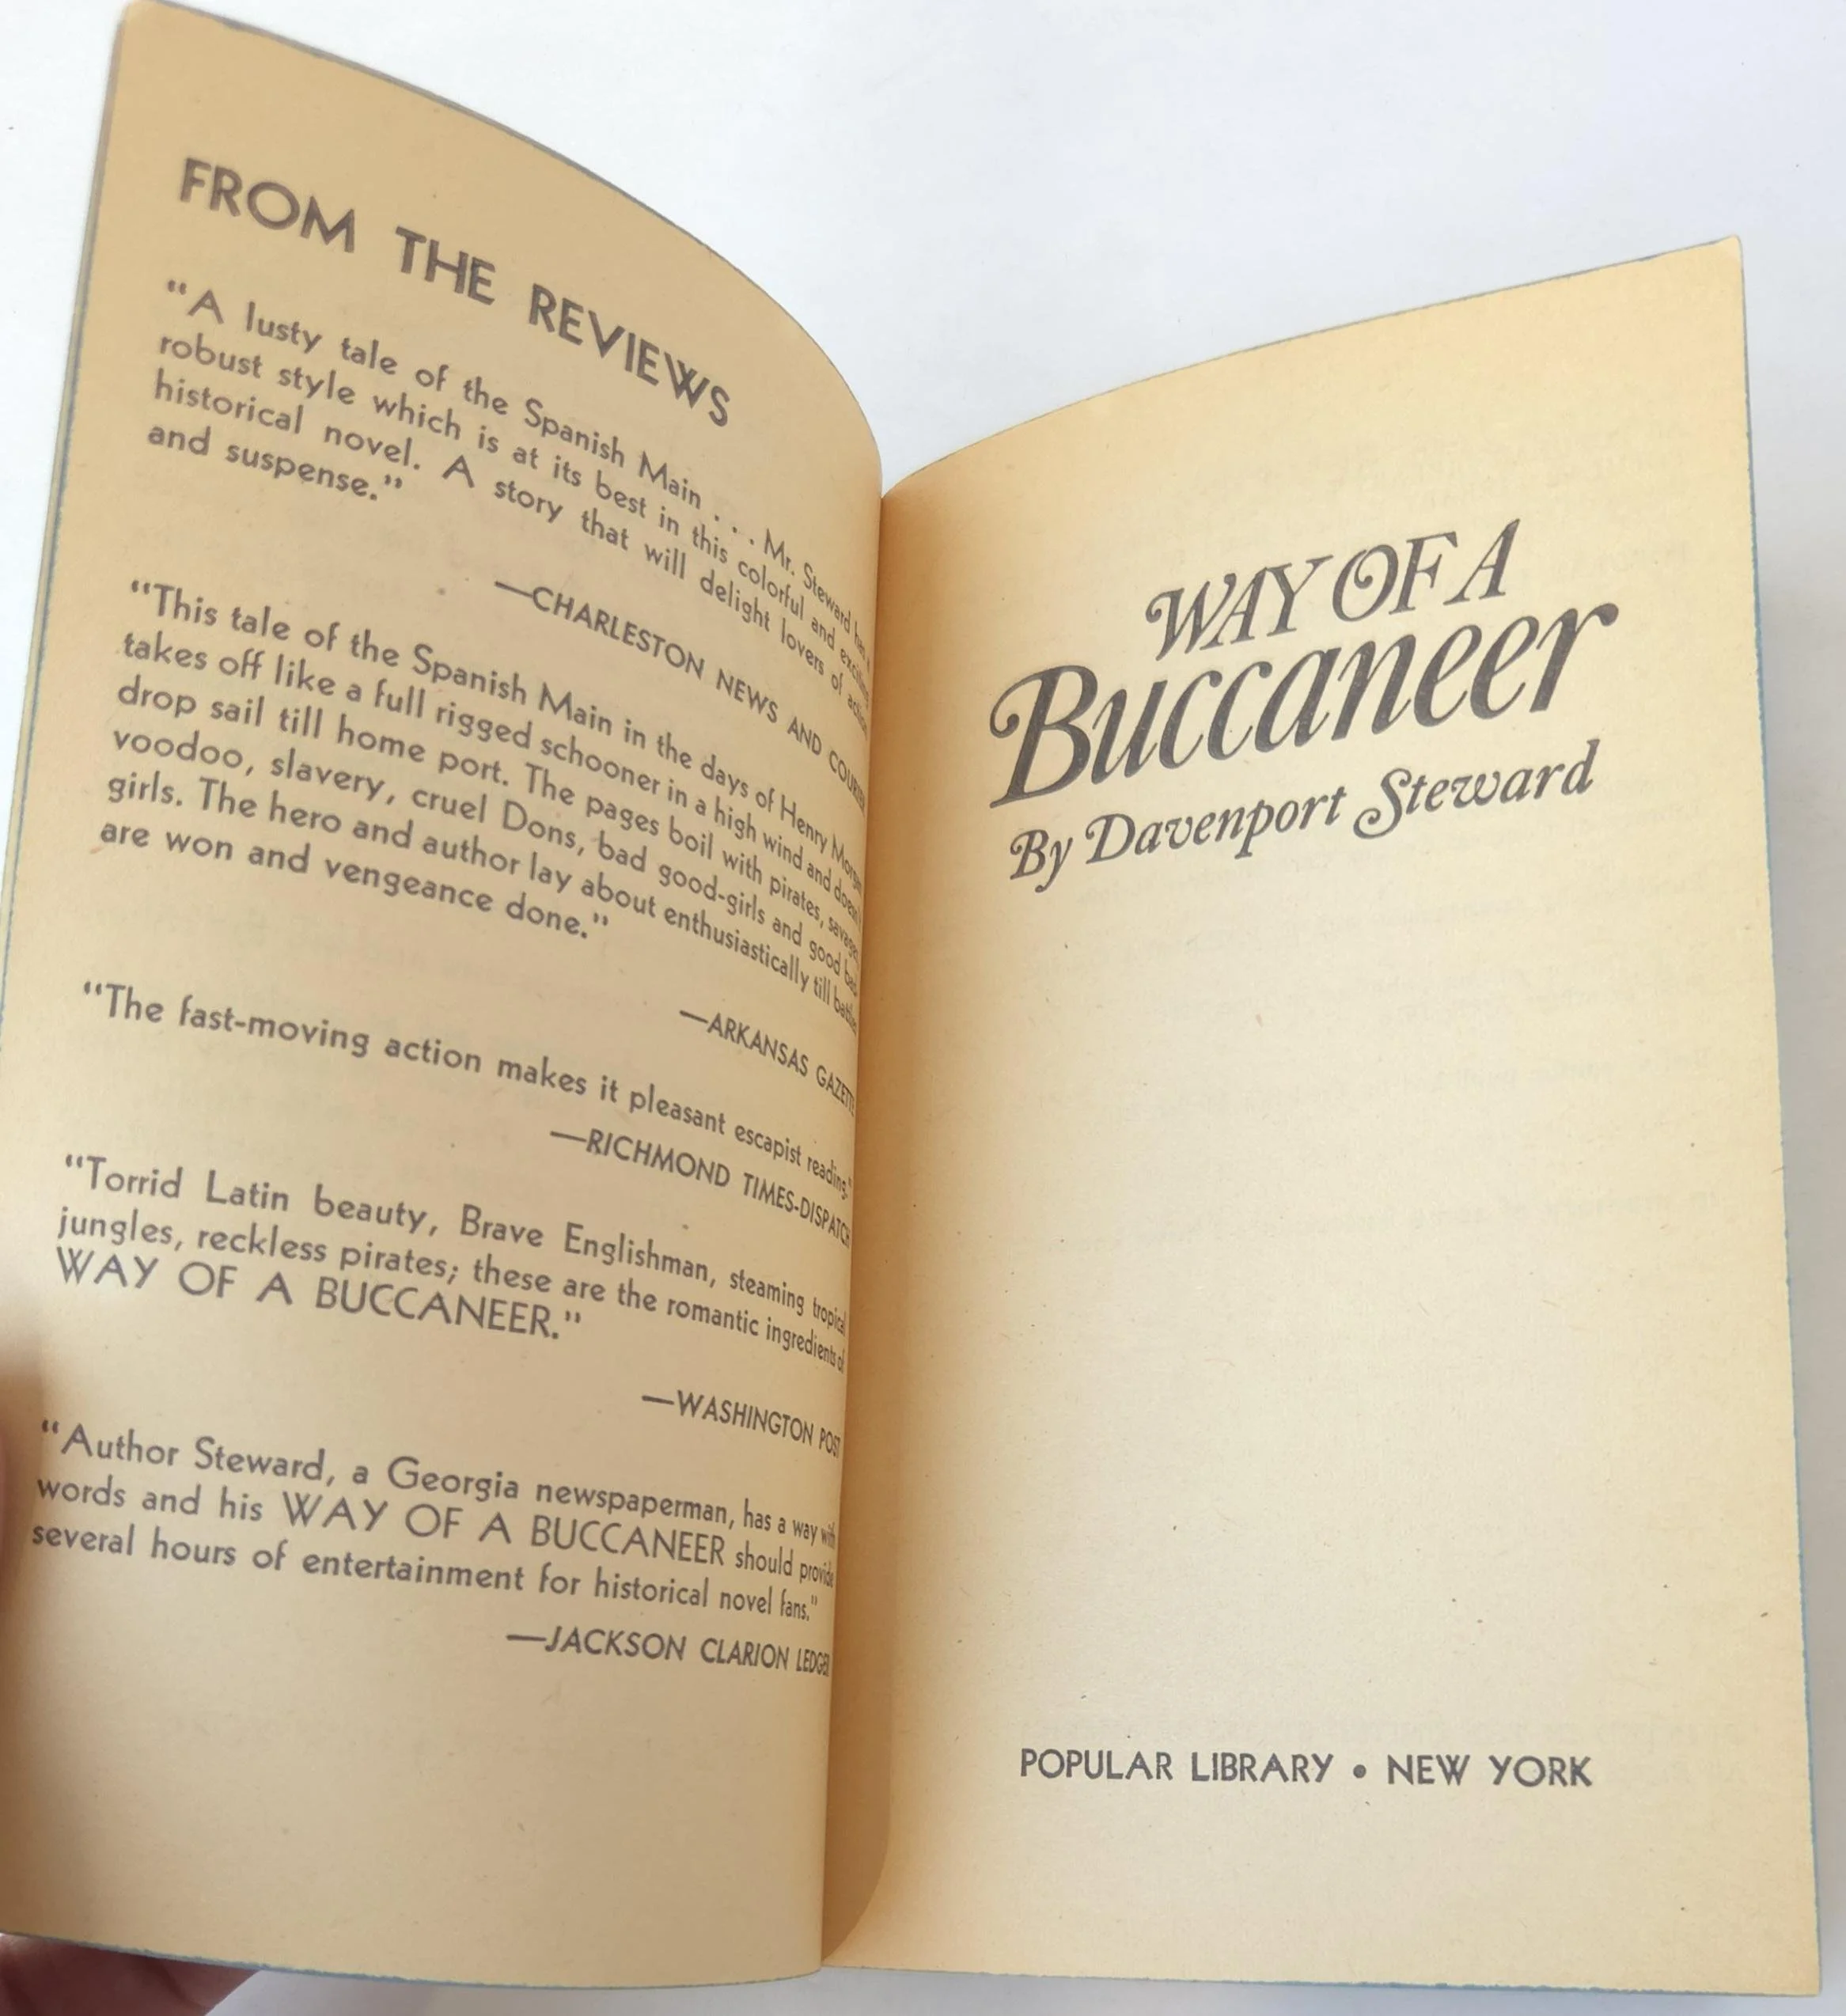 FROM THE REVIEWS
“A lusty tale of the Spanish Main . . . Mr. Steward has a
robust style which is at its best in this colorful and exciting
historical novel. A story that will delight lovers of action
and suspense.”
—CHARLESTON NEWS AND COURIER
“This tale of the Spanish Main in the days of Henry Morgan
takes off like a full rigged schooner in a high wind and doesn't
drop sail till home port. The pages boil with pirates, savages,
voodoo, slavery, cruel Dons, bad good-girls and good bad-
girls. The hero and author lay about enthusiastically till battles
are won and vengeance done.”
—ARKANSAS GAZETTE
“The fast-moving action makes it pleasant escapist reading.”
—RICHMOND TIMES-DISPATCH
“Torrid Latin beauty, Brave Englishman, steaming tropical
jungles, reckless pirates; these are the romantic ingredients of
WAY OF A BUCCANEER.”
—WASHINGTON POST
“Author Steward, a Georgia newspaperman, has a way with
words and his WAY OF A BUCCANEER should provide
several hours of entertainment for historical novel fans.”
—JACKSON CLARION LEDGER
WAY OF A
Buccaneer
By Davenport Steward
POPULAR LIBRARY • NEW YORK